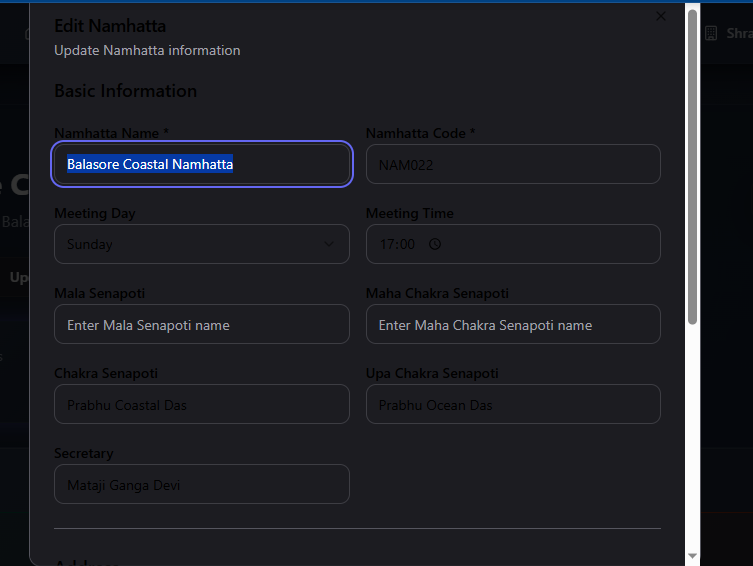 Edit Namhatta
Shra
Update Namhatta information
Basic Information
Namhatta Name * Namhatta Code *
Balasore Coastal Namhatta NAM022
C
Bala
Meeting Day Meeting Time
Sunday 17:00
Up
Mala Senapoti Maha Chakra Senapoti
Enter Mala Senapoti name Enter Maha Chakra Senapoti name
s
Chakra Senapoti Upa Chakra Senapoti
Prabhu Coastal Das Prabhu Ocean Das
Secretary
Mataji Ganga Devi
Address